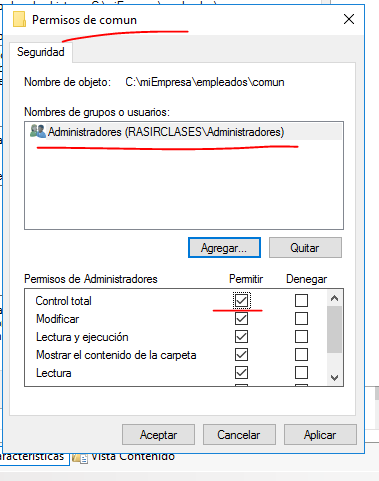 Permisos de comun
Seguridad
Nombre de objeto: C:\miEmpresa\empleados\comun
Nombres de grupos o usuarios:
Administradores (RASIRCLASES\Administradores)
Agregar... Quitar
Permisos de Administradores Permitir Denegar
Control total
Modificar
Lectura y ejecución
Mostrar el contenido de la carpeta
Lectura
Aceptar Cancelar Aplicar
aracterísticas Vista Contenido